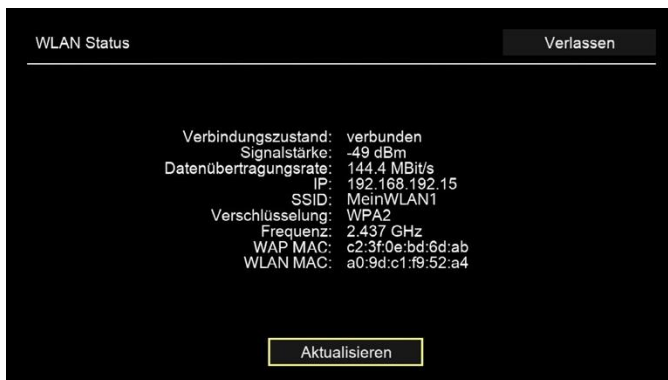 WLAN Status
Verlassen
Verbindungszustand: verbunden
Signalstärke: -49 dBm
Datenübertragungsrate: 144.4 MBit/s
IP: 192.168.192.15
SSID: MeinWLAN1
Verschlüsselung: WPA2
Frequenz: 2.437 GHz
WAP MAC: c2:3f:0e:bd:6d:ab
WLAN MAC: a0:9d:c1:f9:52:a4
Aktualisieren